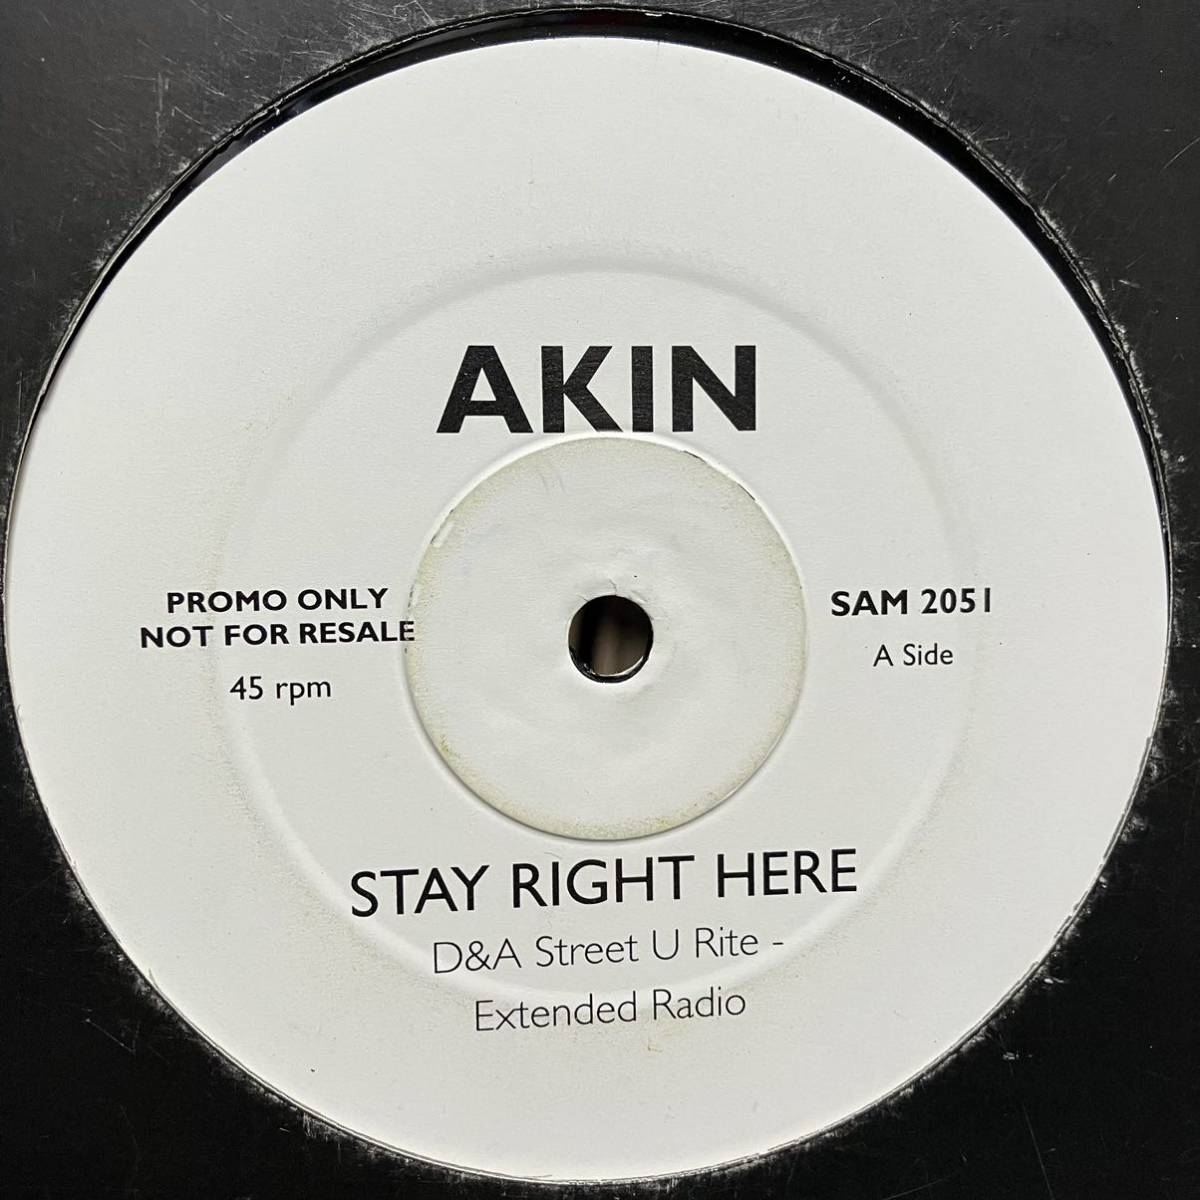 AKIN
PROMO ONLY
NOT FOR RESALE
45 rpm
SAM 2051
A Side
STAY RIGHT HERE
D&A Street U Rite -
Extended Radio